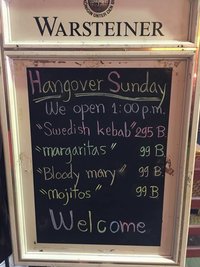 WARSTEINER
Hangover Sunday
We open 1:00 p.m.
"Swedish kebab" 295 B
"margaritas" 99 B
"Bloody mary" 99 B
"Mojitos" 99 B
Welcome